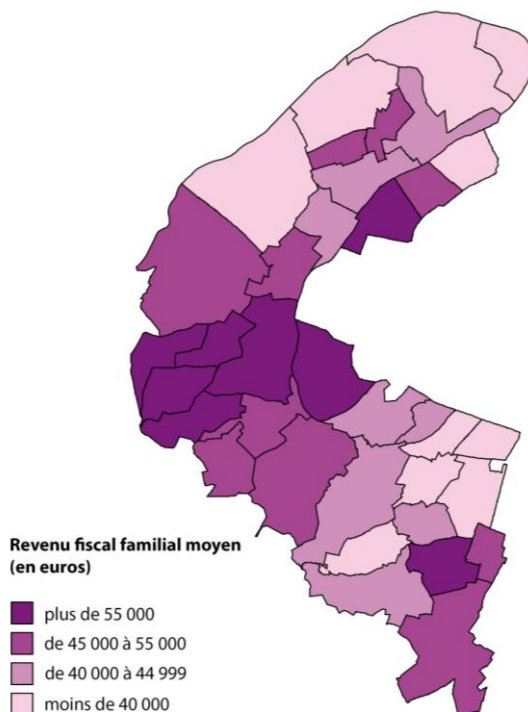 Revenu fiscal familial moyen
(en euros)
plus de 55 000
de 45 000 à 55 000
de 40 000 à 44 999
moins de 40 000